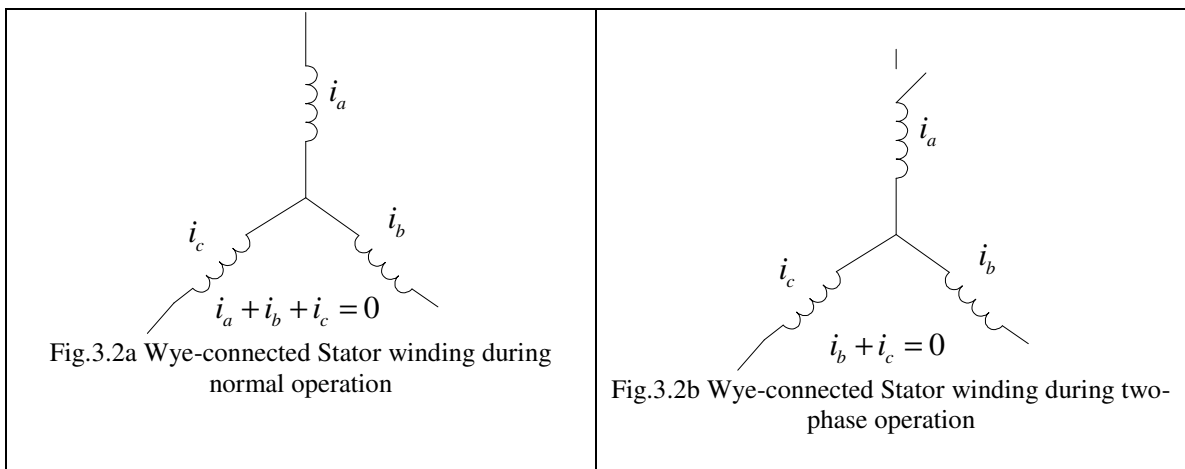 i_a
i_c
i_b
i_a + i_b + i_c = 0
Fig.3.2a Wye-connected Stator winding during
normal operation
i_a
i_c
i_b
i_b + i_c = 0
Fig.3.2b Wye-connected Stator winding during two-
phase operation